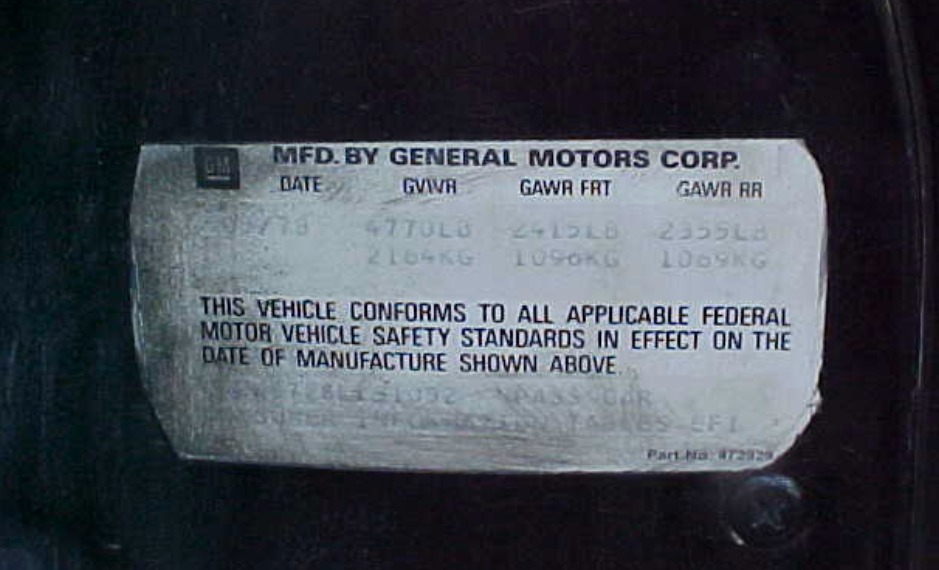 GM MFD. BY GENERAL MOTORS CORP.
DATE GVWR GAWR FRT GAWR RR
4770LB 2415LB 2355LB
2164KG 1096KG 1069KG
THIS VEHICLE CONFORMS TO ALL APPLICABLE FEDERAL
MOTOR VEHICLE SAFETY STANDARDS IN EFFECT ON THE
DATE OF MANUFACTURE SHOWN ABOVE.
PASS CAR
Part No.